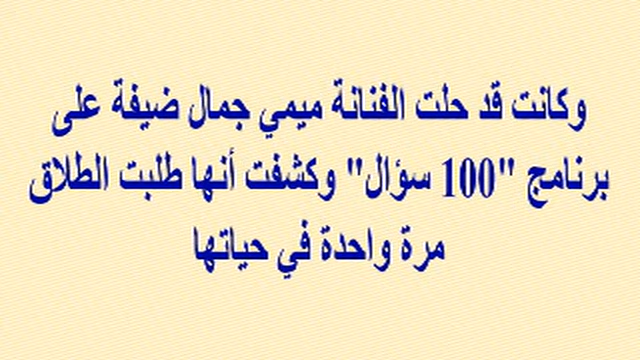 وكانت قد حلت الفنانة ميمي جمال ضيفة على
برنامج "100 سؤال" وكشفت أنها طلبت الطلاق
مرة واحدة في حياتها